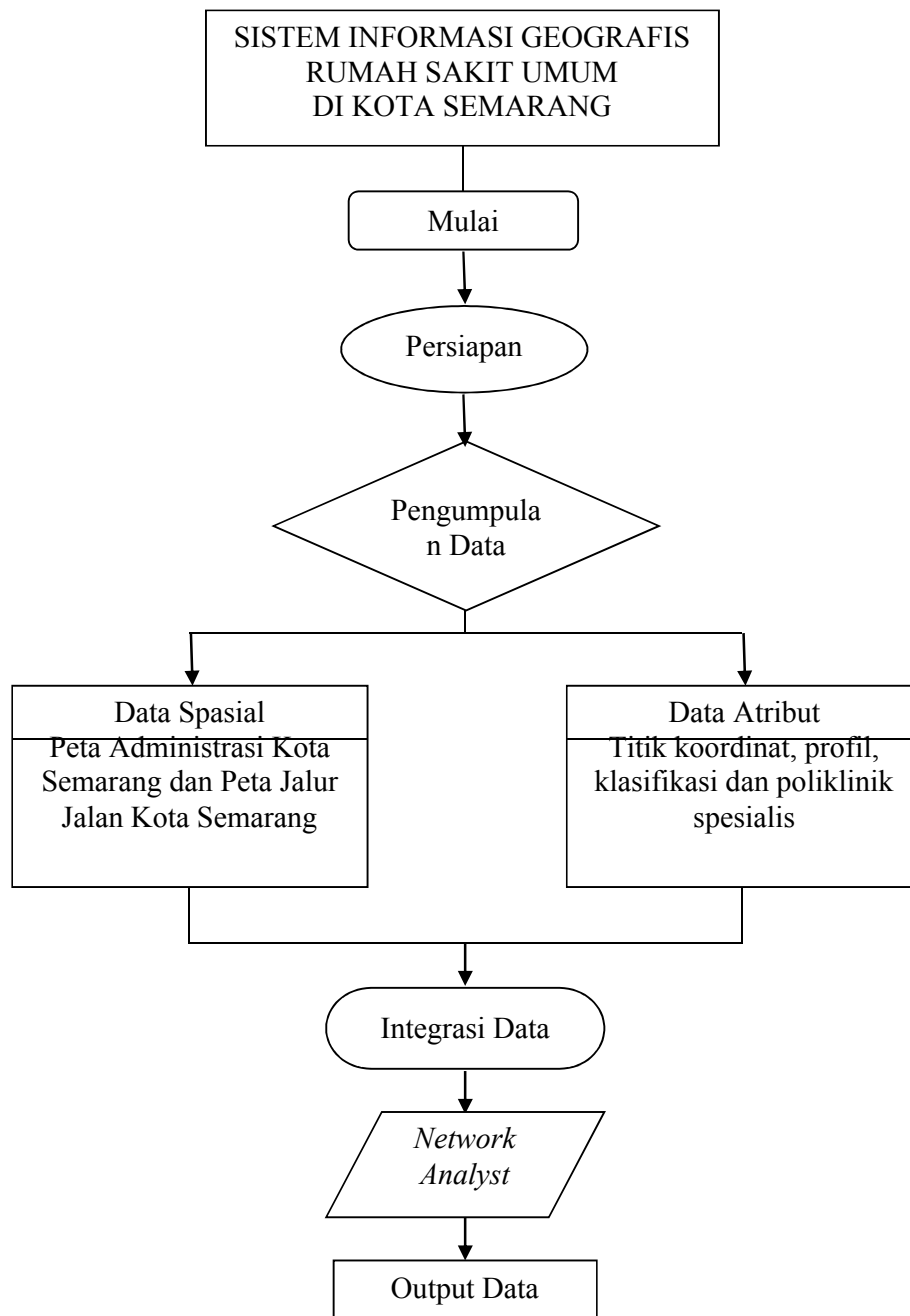 SISTEM INFORMASI GEOGRAFIS
RUMAH SAKIT UMUM
DI KOTA SEMARANG
Mulai
Persiapan
Pengumpula
n Data
Data Spasial
Peta Administrasi Kota
Semarang dan Peta Jalur
Jalan Kota Semarang
Data Atribut
Titik koordinat, profil,
klasifikasi dan poliklinik
spesialis
Integrasi Data
Network
Analyst
Output Data